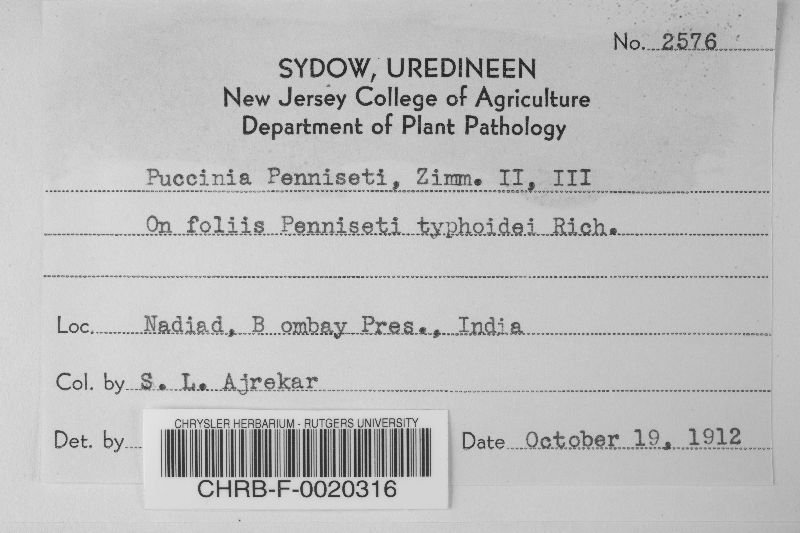 No. 2576
SYDOW, UREDINEEN
New Jersey College of Agriculture
Department of Plant Pathology
Puccinia Penniseti, Zimm. II, III
On foliis Penniseti typhoidei Rich.
Loc. Nadiad, B ombay Pres., India
Col. by S. L. Ajrekar
Det. by
Date October 19, 1912
CHRYSLER HERBARIUM - RUTGERS UNIVERSITY
CHRB-F-0020316